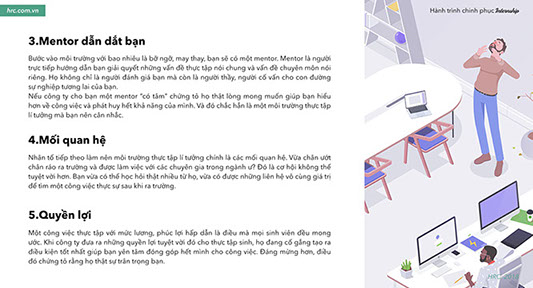 hrc.com.vn
Hành trình chinh phục Internship
3.Mentor dẫn dắt bạn
Bước vào môi trường với bao nhiêu là bỡ ngỡ, may thay, bạn sẽ có một mentor. Mentor là người
trực tiếp hướng dẫn bạn giải quyết những vấn đề thực tập nói chung và vấn đề chuyên môn nói
riêng. Họ không chỉ là người đánh giá bạn mà còn là người thầy, người cố vấn cho con đường
sự nghiệp tương lai của bạn.
Nếu công ty cho bạn một mentor “có tâm” chứng tỏ họ thật lòng mong muốn giúp bạn hiểu
hơn về công việc và phát huy hết khả năng của mình. Và đó chắc hẳn là một môi trường thực tập
lí tưởng mà bạn nên cân nhắc.
4.Mối quan hệ
Nhân tố tiếp theo làm nên môi trường thực tập lí tưởng chính là các mối quan hệ. Vừa chân ướt
chân ráo ra trường và được làm việc với các chuyên gia trong ngành ư? Đó là cơ hội không thể
tuyệt vời hơn. Bạn vừa có thể học hỏi thật nhiều từ họ, vừa có được những liên hệ vô cùng giá trị
để tìm một công việc thực sự sau khi ra trường.
5.Quyền lợi
Một công việc thực tập với mức lương, phúc lợi hấp dẫn là điều mà mọi sinh viên đều mong
ước. Khi công ty đưa ra những quyền lợi tuyệt vời đó cho thực tập sinh, họ đang cố gắng tạo ra
điều kiện tốt nhất giúp bạn yên tâm đóng góp hết mình cho công việc. Đáng mừng hơn, điều
đó chứng tỏ rằng họ thật sự trân trọng bạn.